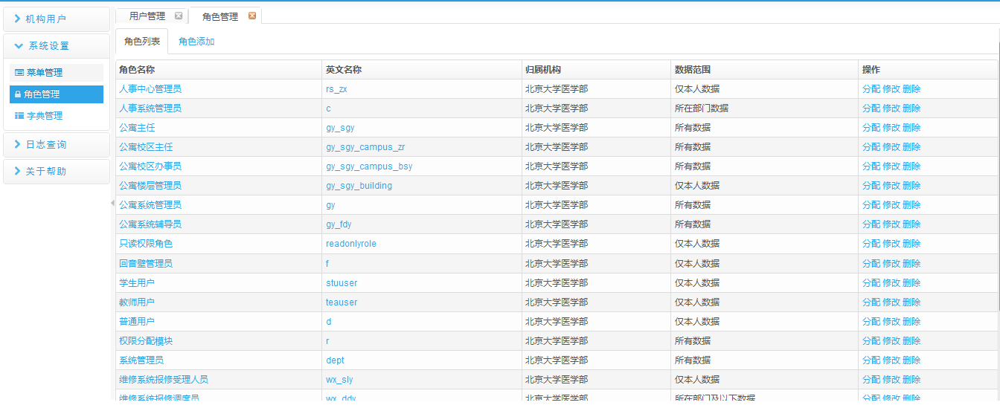 机构用户
系统设置
菜单管理
角色管理
字典管理
日志查询
关于帮助
用户管理 角色管理
角色列表 角色添加
角色名称 英文名称 归属机构 数据范围 操作
人事中心管理员 rs_zx 北京大学医学部 仅本人数据 分配 修改 删除
人事系统管理员 c 北京大学医学部 所在部门数据 分配 修改 删除
公寓主任 gy_sgy 北京大学医学部 所有数据 分配 修改 删除
公寓校区主任 gy_sgy_campus_zr 北京大学医学部 所有数据 分配 修改 删除
公寓校区办事员 gy_sgy_campus_bsy 北京大学医学部 所有数据 分配 修改 删除
公寓楼层管理员 gy_sgy_building 北京大学医学部 仅本人数据 分配 修改 删除
公寓系统管理员 gy 北京大学医学部 所有数据 分配 修改 删除
公寓系统辅导员 gy_fdy 北京大学医学部 所有数据 分配 修改 删除
只读权限角色 readonlyrole 北京大学医学部 仅本人数据 分配 修改 删除
回音壁管理员 f 北京大学医学部 仅本人数据 分配 修改 删除
学生用户 stuuser 北京大学医学部 仅本人数据 分配 修改 删除
教师用户 teauser 北京大学医学部 仅本人数据 分配 修改 删除
普通用户 d 北京大学医学部 仅本人数据 分配 修改 删除
权限分配模块 r 北京大学医学部 所有数据 分配 修改 删除
系统管理员 dept 北京大学医学部 所有数据 分配 修改 删除
维修系统报修受理人员 wx_sly 北京大学医学部 仅本人数据 分配 修改 删除
维修系统报修调度员 wx_ddy 北京大学医学部 所在部门及以下数据 分配 修改 删除